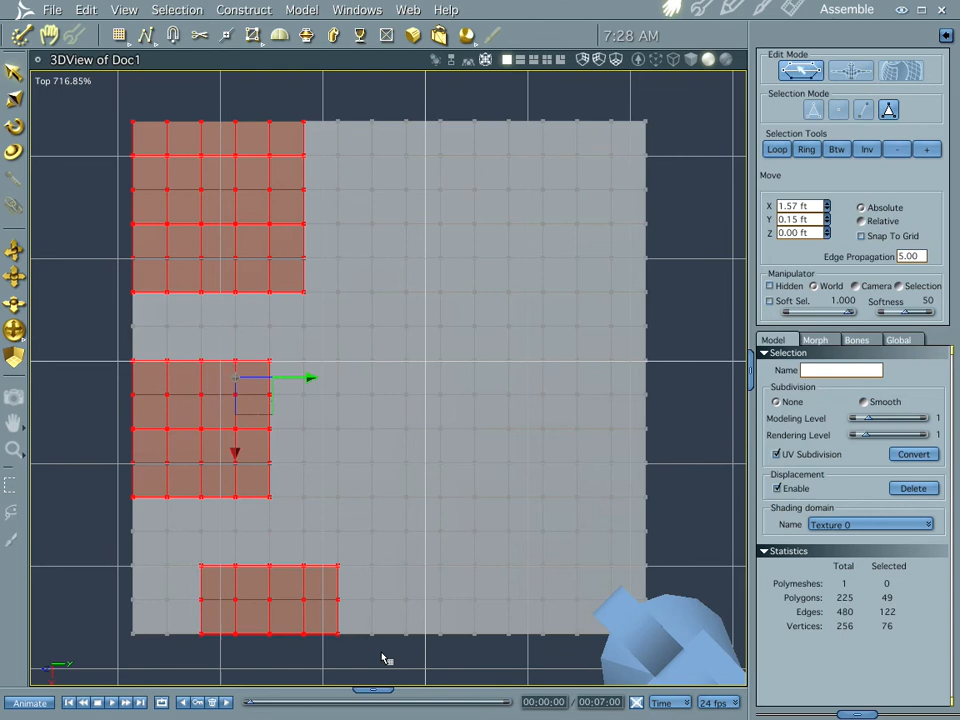 File Edit View Selection Construct Model Windows Web Help
Assemble
7:28 AM
3DView of Doc1
Top 716.85%
Edit Mode
Selection Mode
Selection Tools
Loop Ring Btw Inv - +
Move
X 1.57 ft
Y 0.15 ft
Z 0.00 ft
Absolute
Relative
Snap To Grid
Edge Propagation 5.00
Manipulator
Hidden World Camera Selection
Soft Sel. 1.000 Softness 50
Model Morph Bones Global
Selection
Name
Subdivision
None Smooth
Modeling Level 1
Rendering Level 1
UV Subdivision Convert
Displacement
Enable Delete
Shading domain
Name Texture 0
Statistics
Total Selected
Polymeshes: 1 0
Polygons: 225 49
Edges: 480 122
Vertices: 256 76
Animate
00:00:00 / 00:07:00
Time
24 fps